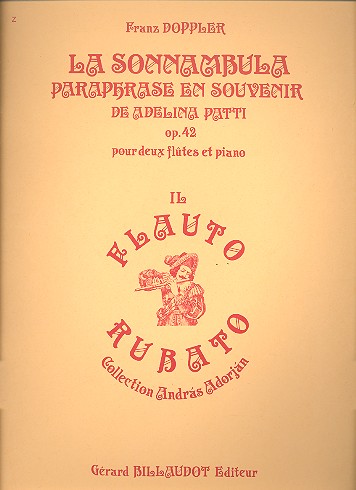 z
Franz DOPPLER
LA SONNAMBULA
PARAPHRASE EN SOUVENIR
DE ADELINA PATTI
op. 42
pour deux flûtes et piano
IL
FLAUTO
RUBATO
Collection András Adorján
Gérard BILLAUDOT Editeur